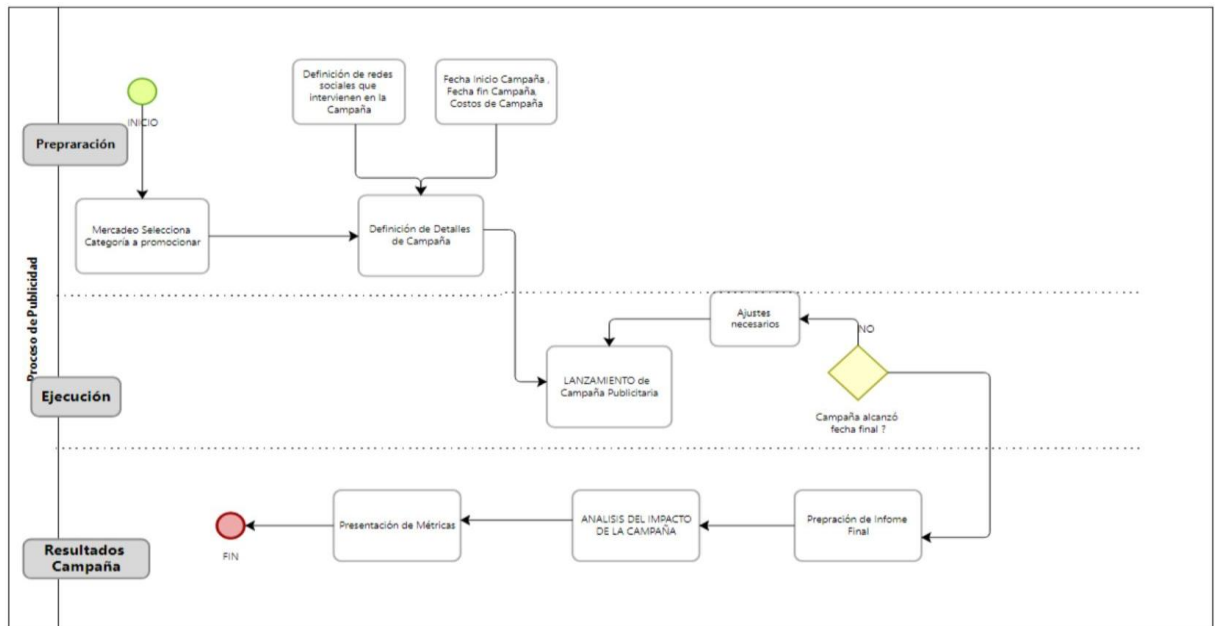 Proceso de Publicidad
Prepraración
INICIO
Mercadeo Selecciona
Categoría a promocionar
Definición de redes
sociales que
intervienen en la
Campaña
Fecha Inicio Campaña ,
Fecha fin Campaña,
Costos de Campaña
Definición de Detalles
de Campaña
Ejecución
LANZAMIENTO de
Campaña Publicitaria
Ajustes
necesarios
NO
Campaña alcanzó
fecha final ?
Resultados
Campaña
Prepración de Infome
Final
ANALISIS DEL IMPACTO
DE LA CAMPAÑA
Presentación de Métricas
FIN